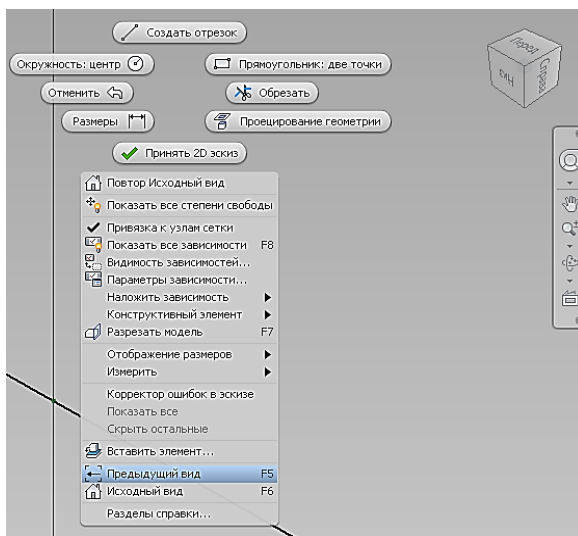 Создать отрезок
Окружность: центр
Прямоугольник: две точки
Отменить
Обрезать
Размеры
Проецирование геометрии
Принять 2D эскиз
Повтор Исходный вид
Показать все степени свободы
Привязка к узлам сетки
Показать все зависимости F8
Видимость зависимостей...
Параметры зависимости...
Наложить зависимость
Конструктивный элемент
Разрезать модель F7
Отображение размеров
Измерить
Корректор ошибок в эскизе
Показать все
Скрыть остальные
Вставить элемент...
Предыдущий вид F5
Исходный вид F6
Разделы справки...
Перед
Низ
Справа